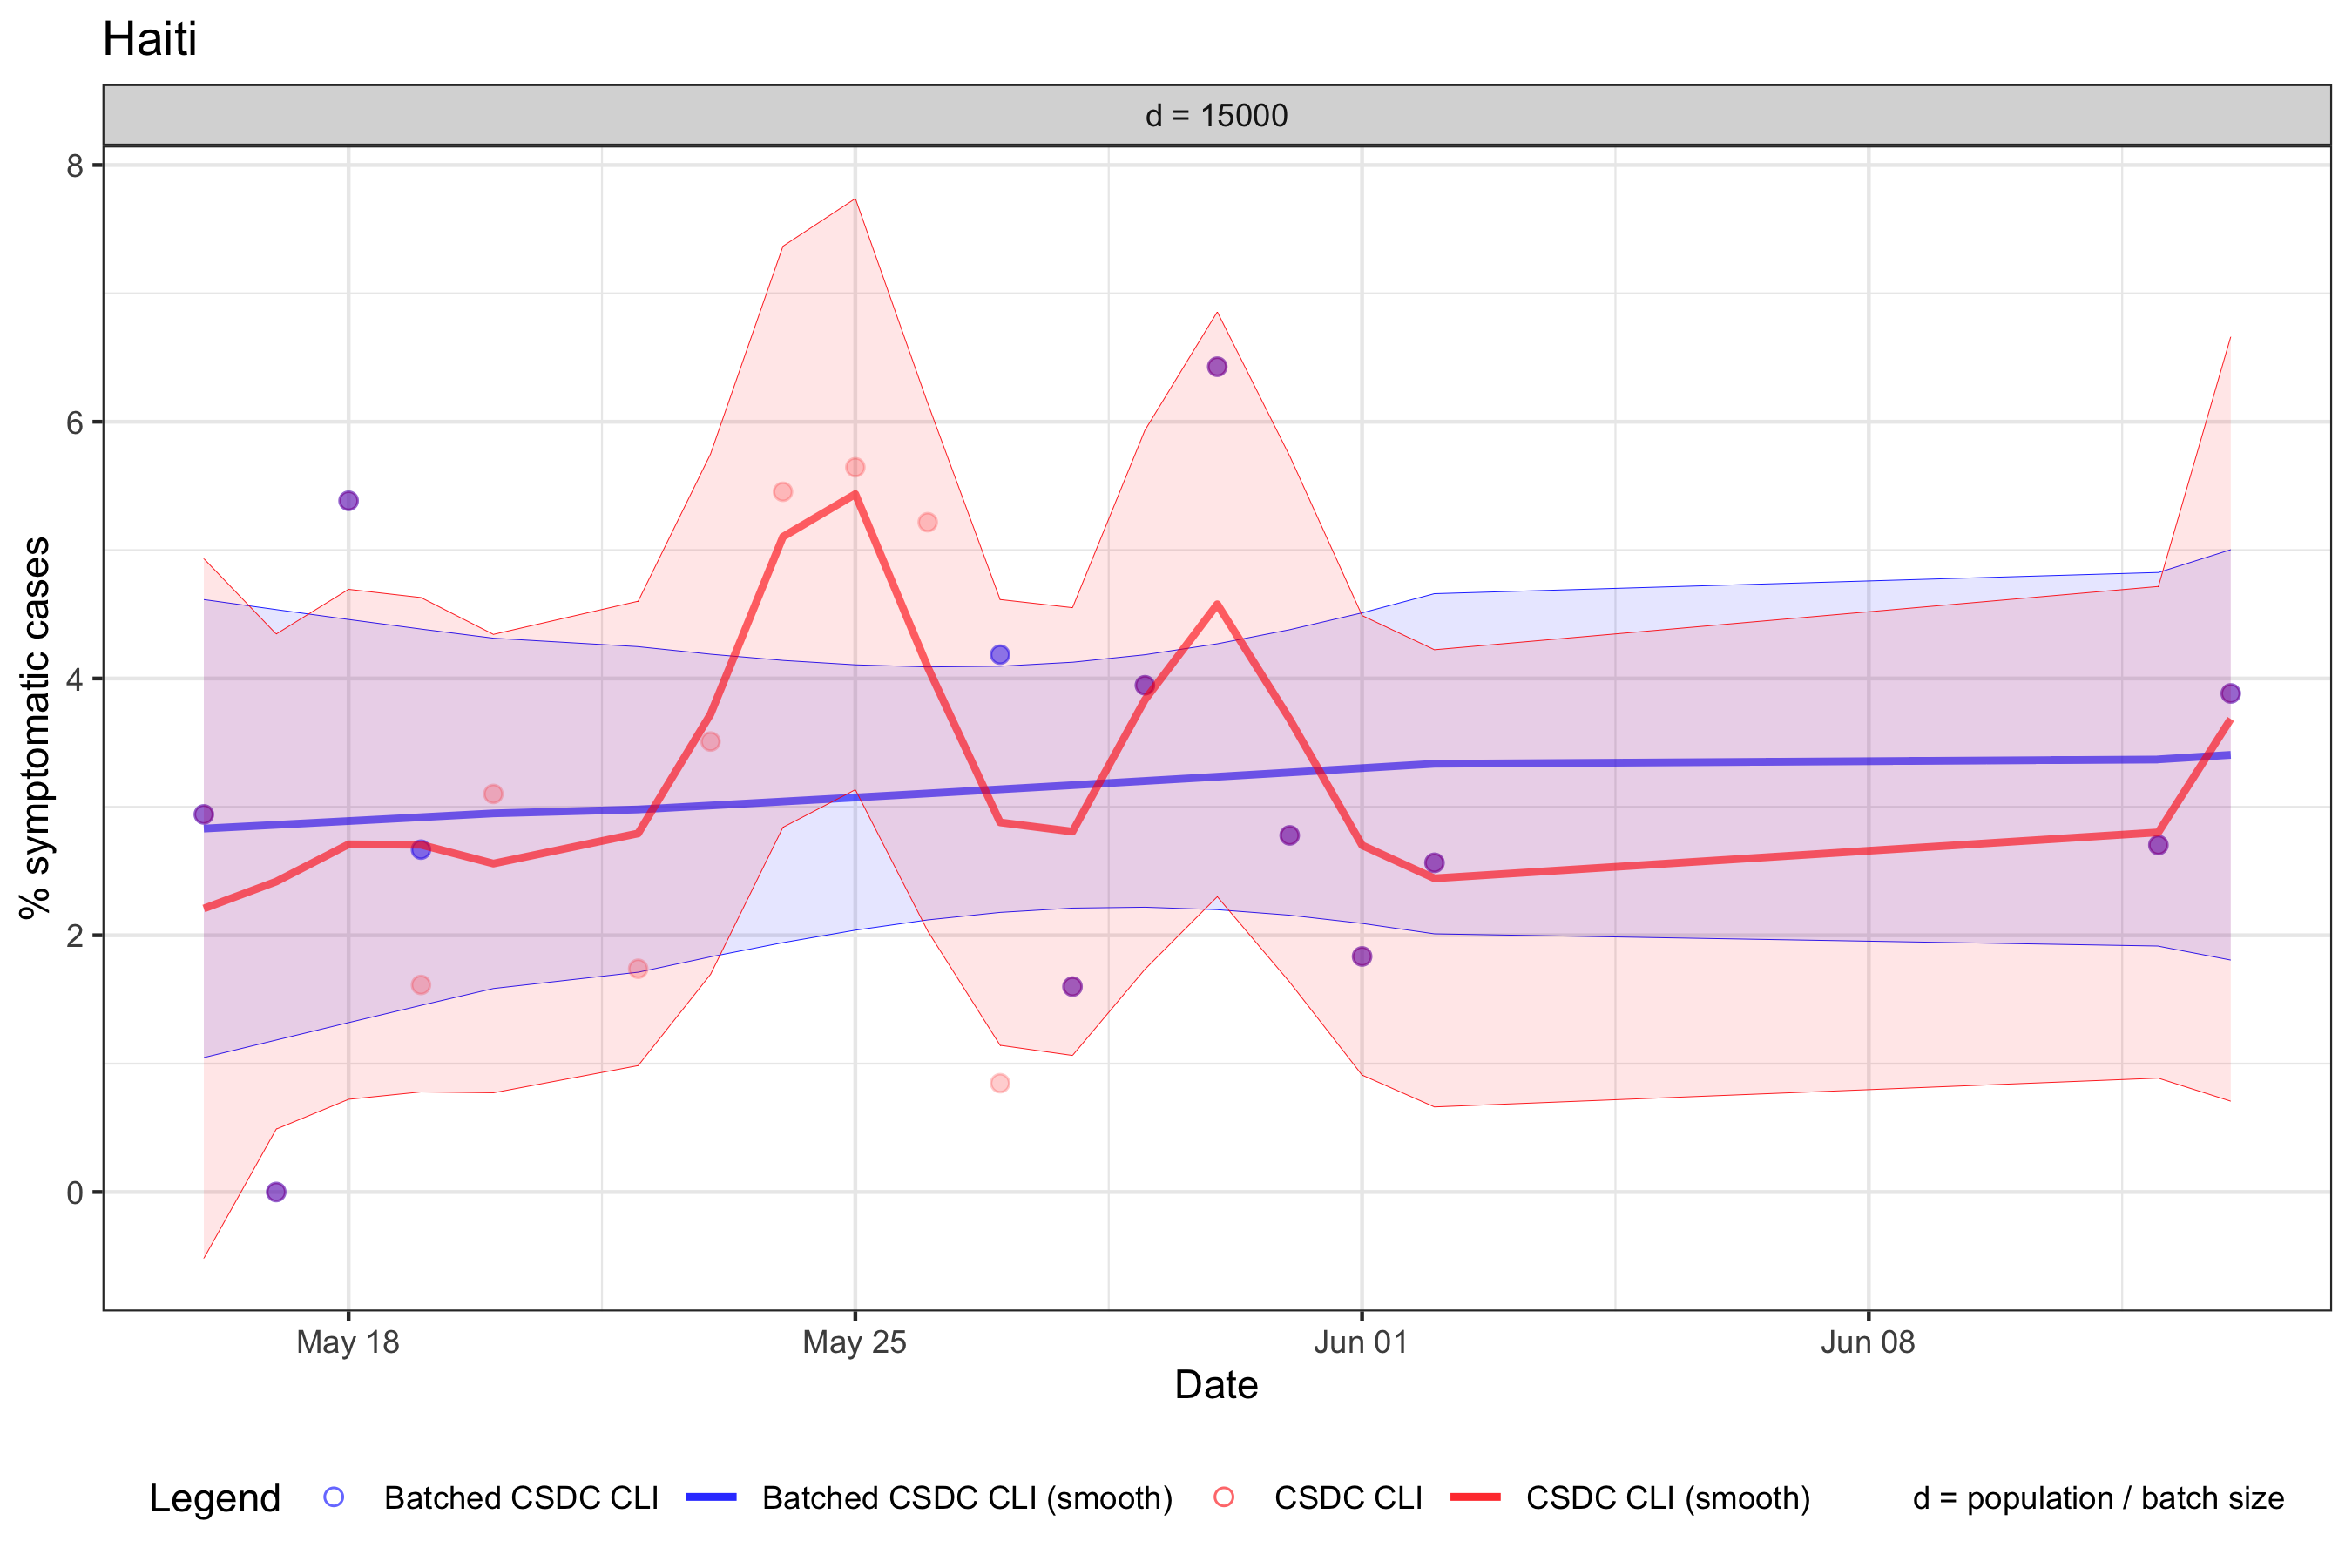 Haiti
d = 15000
8
6
4
2
0
% symptomatic cases
May 18 May 25 Jun 01 Jun 08
Date
Legend Batched CSDC CLI Batched CSDC CLI (smooth) CSDC CLI CSDC CLI (smooth) d = population / batch size